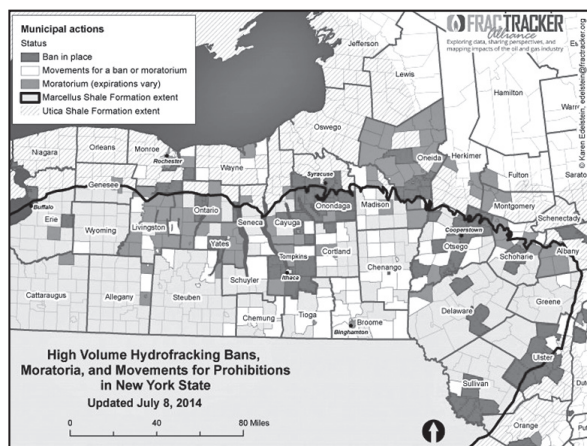 Municipal actions
Status
Ban in place
Movements for a ban or moratorium
Moratorium (expirations vary)
Marcellus Shale Formation extent
Utica Shale Formation extent
FRACTRACKER
Alliance
Exploring data, sharing perspectives, and
mapping impacts of the oil and gas industry
© Karen Edelstein, edelstein@fractracker.org
Jefferson
Lewis
Hamilton
Oswego
Niagara
Orleans
Monroe
Rochester
Wayne
Oneida
Herkimer
Fulton
Sarato
Genesee
Syracuse
Onondaga
Madison
Montgomery
Schenectady
Buffalo
Erie
Wyoming
Livingston
Ontario
Seneca
Cayuga
Cooperstown
Otsego
Schoharie
Albany
Yates
Cortland
Tompkins
Ithaca
Chenango
Schuyler
Cattaraugus
Allegany
Steuben
Chemung
Tioga
Broome
Binghamton
Delaware
Greene
Ulster
Sullivan
Orange
High Volume Hydrofracking Bans,
Moratoria, and Movements for Prohibitions
in New York State
Updated July 8, 2014
40 0 80 Miles